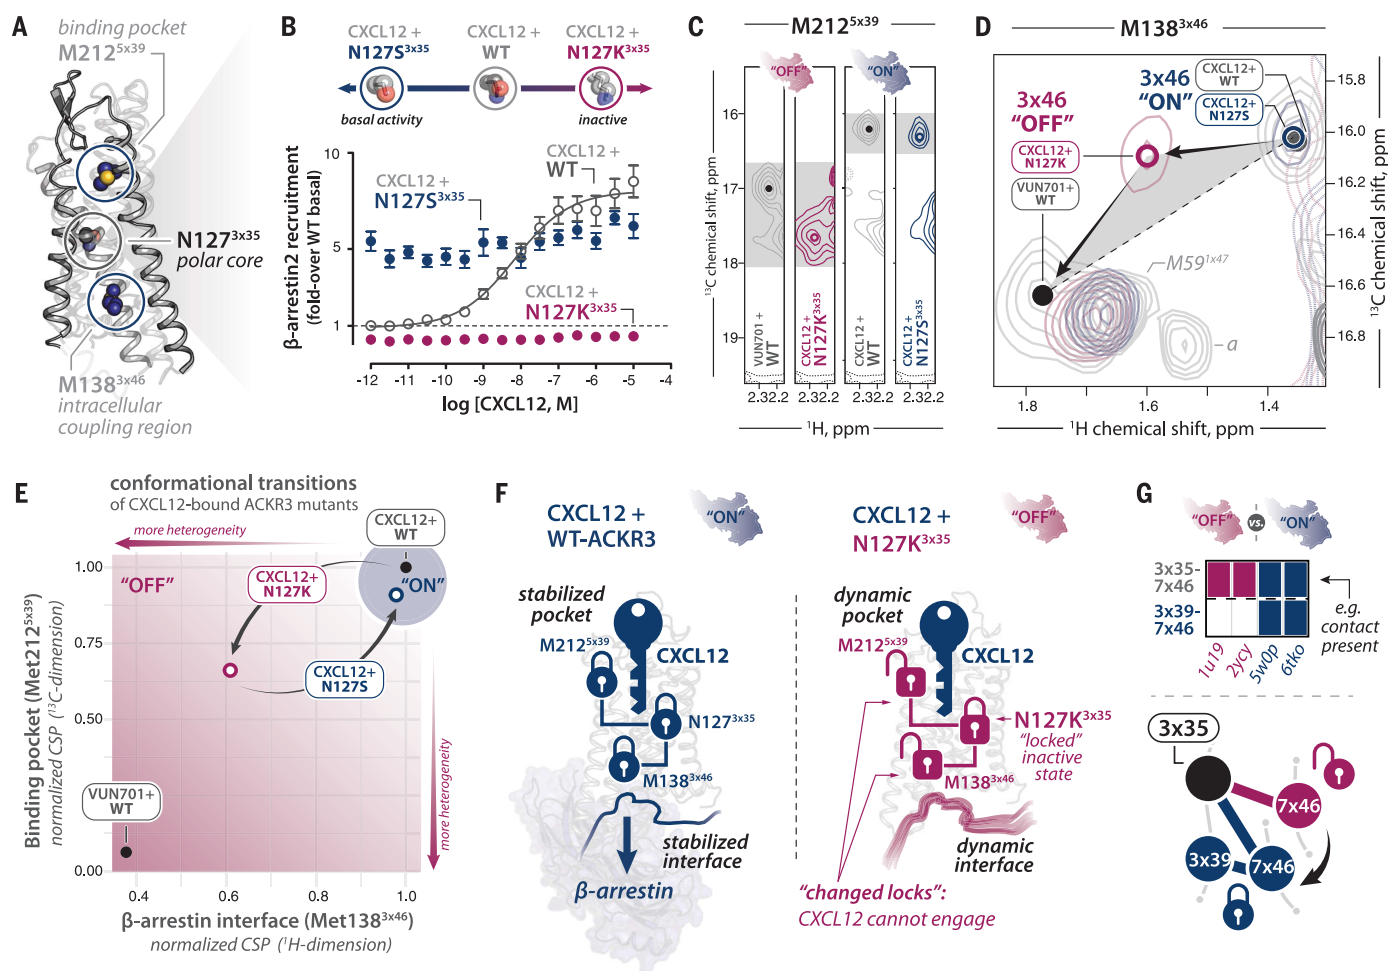 A
binding pocket
M212^5x39
N127^3x35
polar core
M138^3x46
intracellular
coupling region
B
CXCL12 +
N127S^3x35
CXCL12 +
WT
CXCL12 +
N127K^3x35
basal activity
inactive
β-arrestin2 recruitment
(fold-over WT basal)
10
5
1
CXCL12 +
WT
CXCL12 +
N127S^3x35
CXCL12 +
N127K^3x35
-12
-11
-10
-9
-8
-7
-6
-5
-4
log [CXCL12, M]
C
M212^5x39
"OFF"
"ON"
16
17
18
19
¹³C chemical shift, ppm
VUN701 +
WT
CXCL12 +
N127K^3x35
CXCL12 +
WT
CXCL12 +
N127S^3x35
2.32.2
2.32.2
2.32.2
2.32.2
¹H, ppm
D
M138^3x46
3x46
"OFF"
3x46
"ON"
CXCL12+
WT
CXCL12+
N127S
CXCL12+
N127K
VUN701+
WT
M59^1x47
a
15.8
16.0
16.2
16.4
16.6
16.8
¹³C chemical shift, ppm
1.8
1.6
1.4
¹H chemical shift, ppm
E
conformational transitions
of CXCL12-bound ACKR3 mutants
more heterogeneity
CXCL12+
WT
"OFF"
"ON"
CXCL12+
N127K
CXCL12+
N127S
VUN701+
WT
more heterogeneity
1.00
0.75
0.50
0.00
Binding pocket (Met212^5x39)
normalized CSP (¹³C-dimension)
0.4
0.6
0.8
1.0
β-arrestin interface (Met138^3x46)
normalized CSP (¹H-dimension)
F
CXCL12 +
WT-ACKR3
"ON"
stabilized
pocket
M212^5x39
CXCL12
N127^3x35
M138^3x46
stabilized
interface
β-arrestin
CXCL12 +
N127K^3x35
"OFF"
dynamic
pocket
M212^5x39
CXCL12
N127K^3x35
"locked"
inactive
state
M138^3x46
dynamic
interface
"changed locks":
CXCL12 cannot engage
G
"OFF"
vs.
"ON"
3x35-
7x46
3x39-
7x46
1u19
2ycy
5w0p
6tko
e.g.
contact
present
3x35
7x46
3x39
7x46